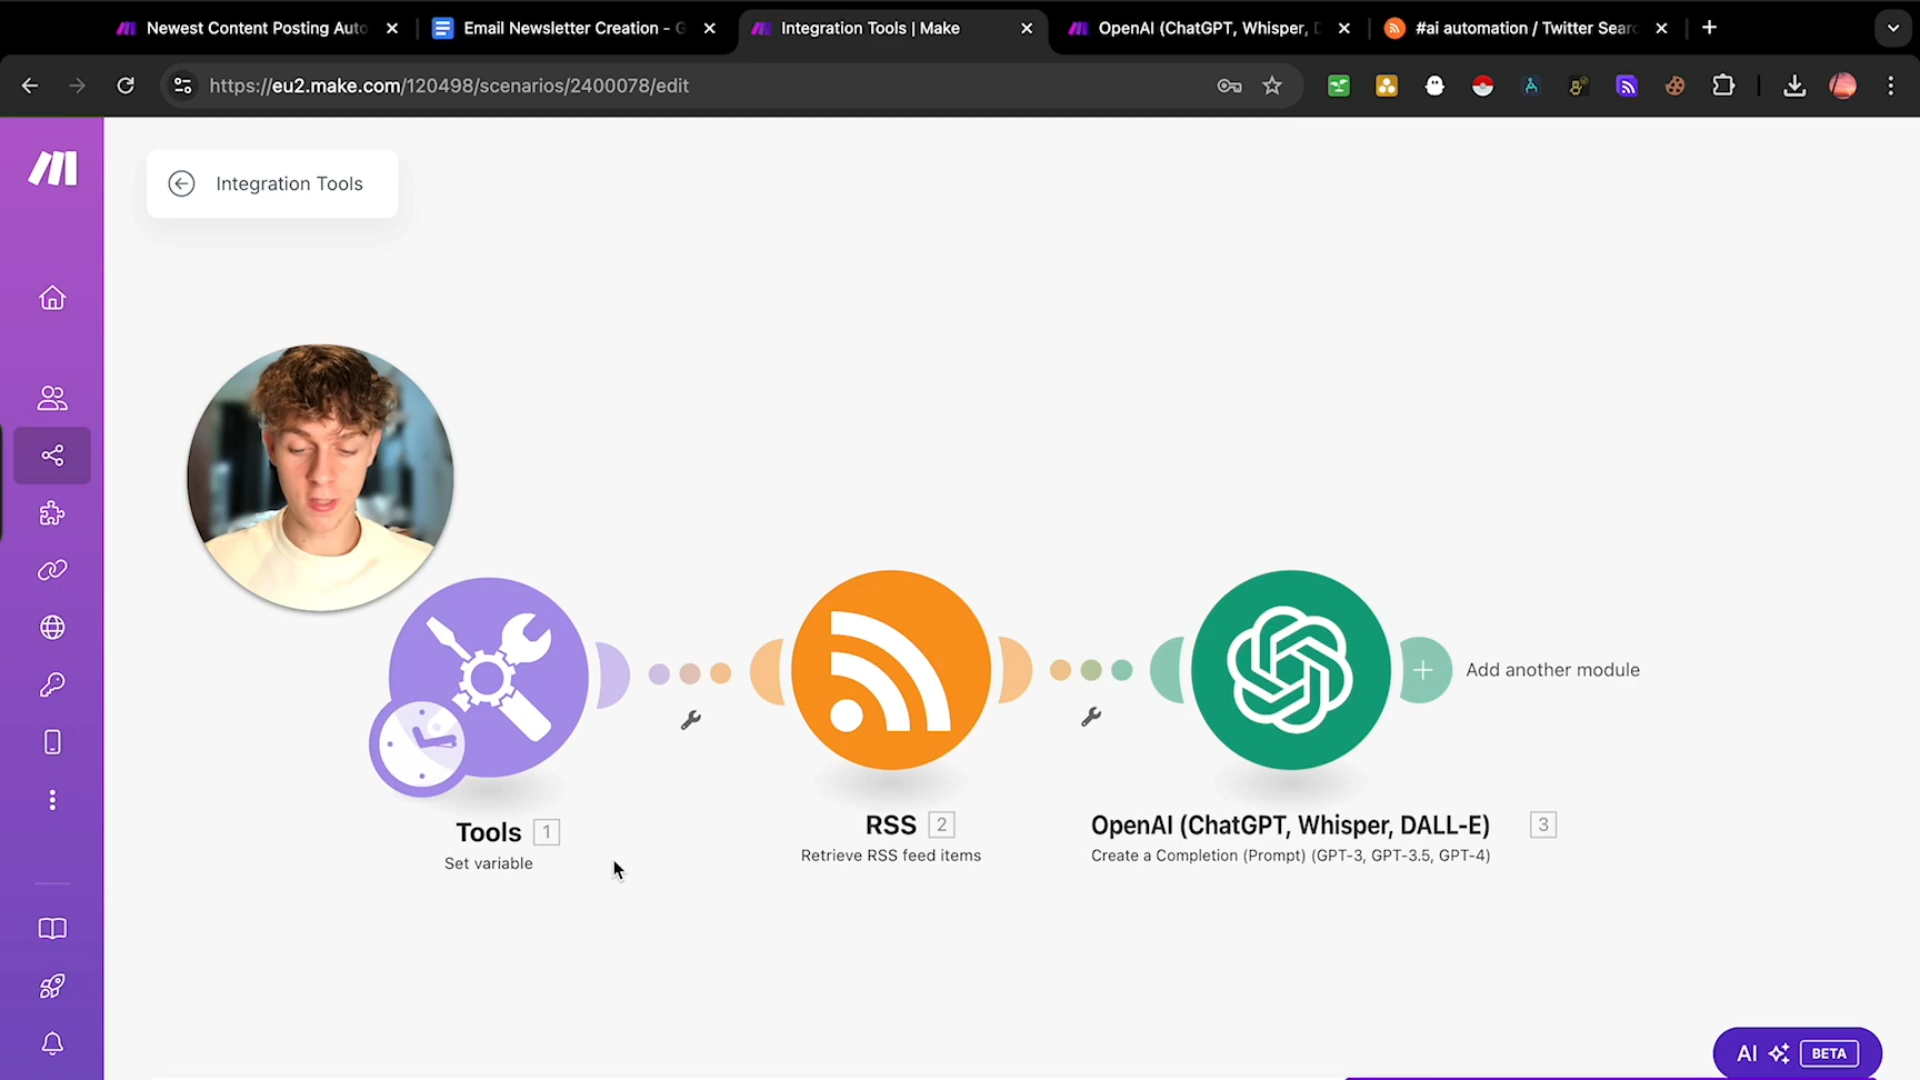 Newest Content Posting Auto
Email Newsletter Creation - G
Integration Tools | Make
OpenAI (ChatGPT, Whisper, D
#ai automation / Twitter Sear
https://eu2.make.com/120498/scenarios/2400078/edit
Integration Tools
Add another module
Tools 1
Set variable
RSS 2
Retrieve RSS feed items
OpenAI (ChatGPT, Whisper, DALL-E) 3
Create a Completion (Prompt) (GPT-3, GPT-3.5, GPT-4)
AI BETA